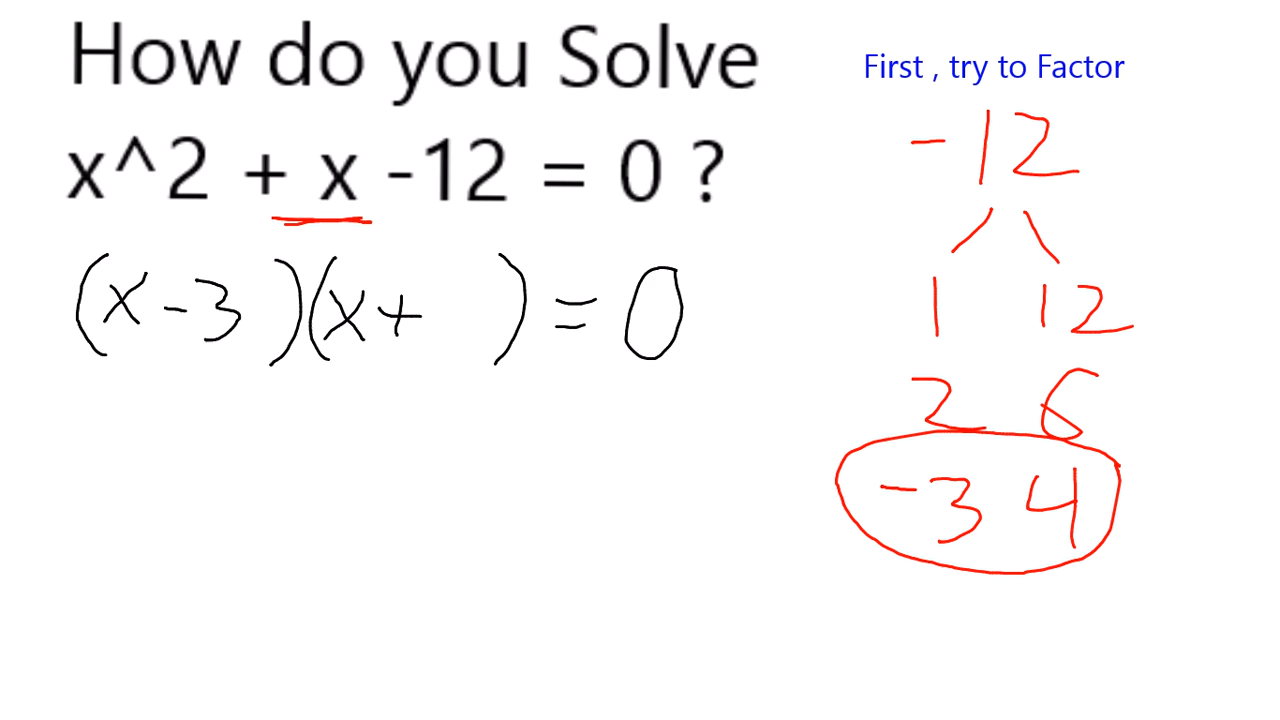 How do you Solve
x^2 + x -12 = 0 ?
(x-3)(x+ )=0
First , try to Factor
-12
1 12
2 6
-3 4